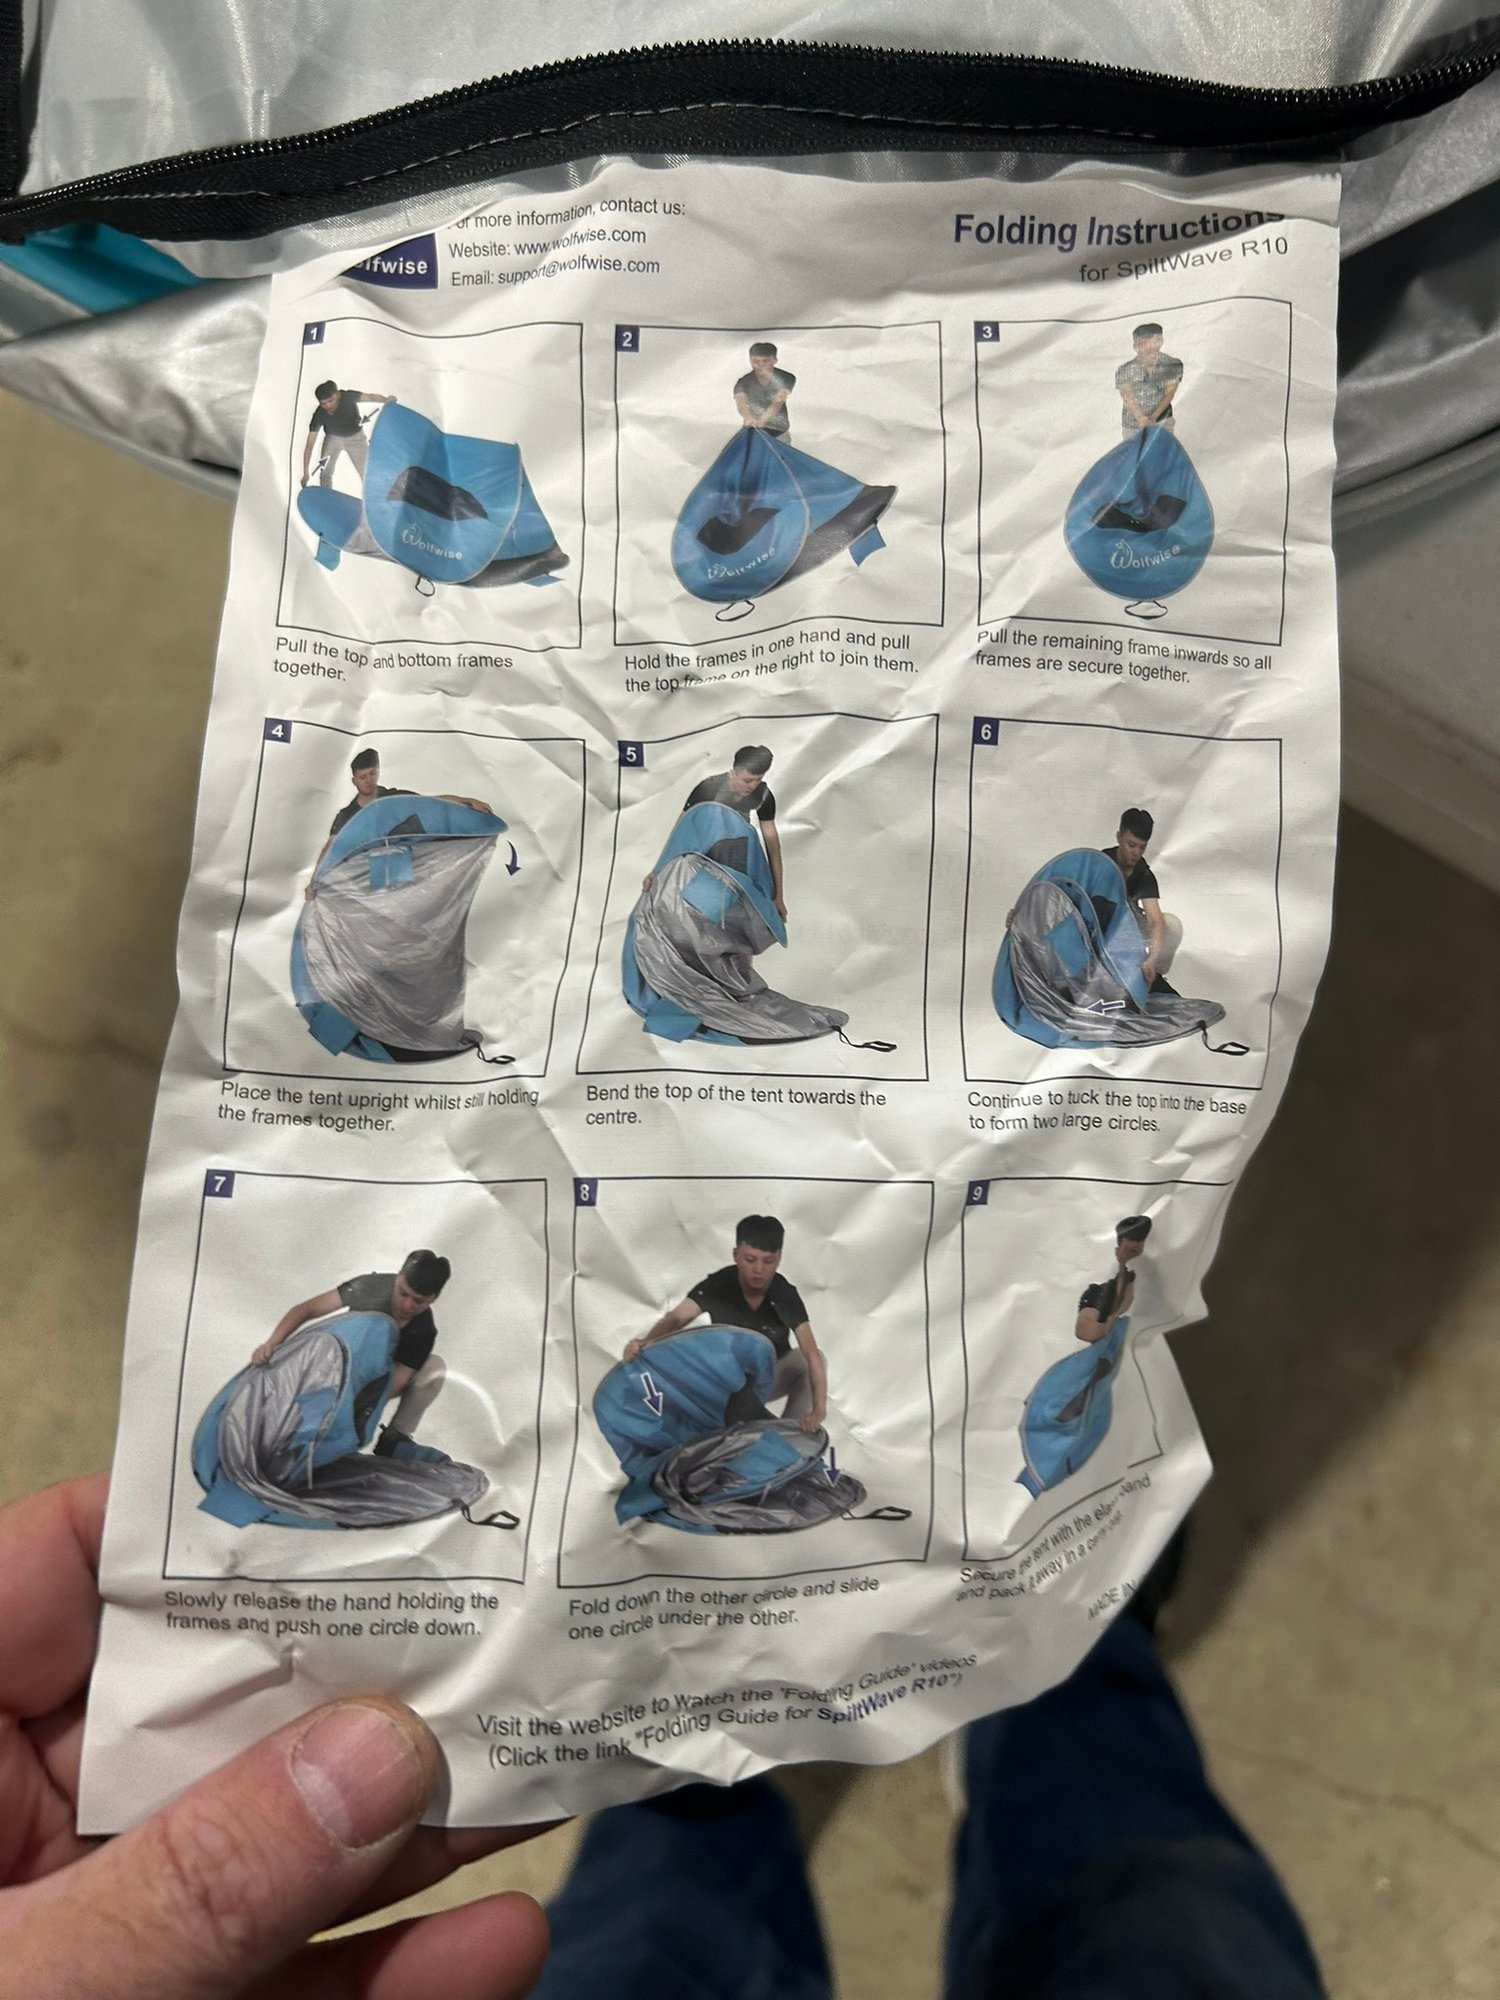 or more information, contact us:
Website: www.wolfwise.com
Email: support@wolfwise.com
lfwise
Folding Instructions
for SpiltWave R10
1
2
3
Wolfwise
Wolfwise
Wolfwise
Pull the top and bottom frames
together.
Hold the frames in one hand and pull
the top frame on the right to join them.
Pull the remaining frame inwards so all
frames are secure together.
4
5
6
Place the tent upright whilst still holding
the frames together.
Bend the top of the tent towards the
centre.
Continue to tuck the top into the base
to form two large circles.
7
8
9
Slowly release the hand holding the
frames and push one circle down.
Fold down the other circle and slide
one circle under the other.
Secure the tent with the band
and pack it away in a
MADE IN
Visit the website to Watch the "Folding Guide" videos
(Click the link "Folding Guide for SpiltWave R10")